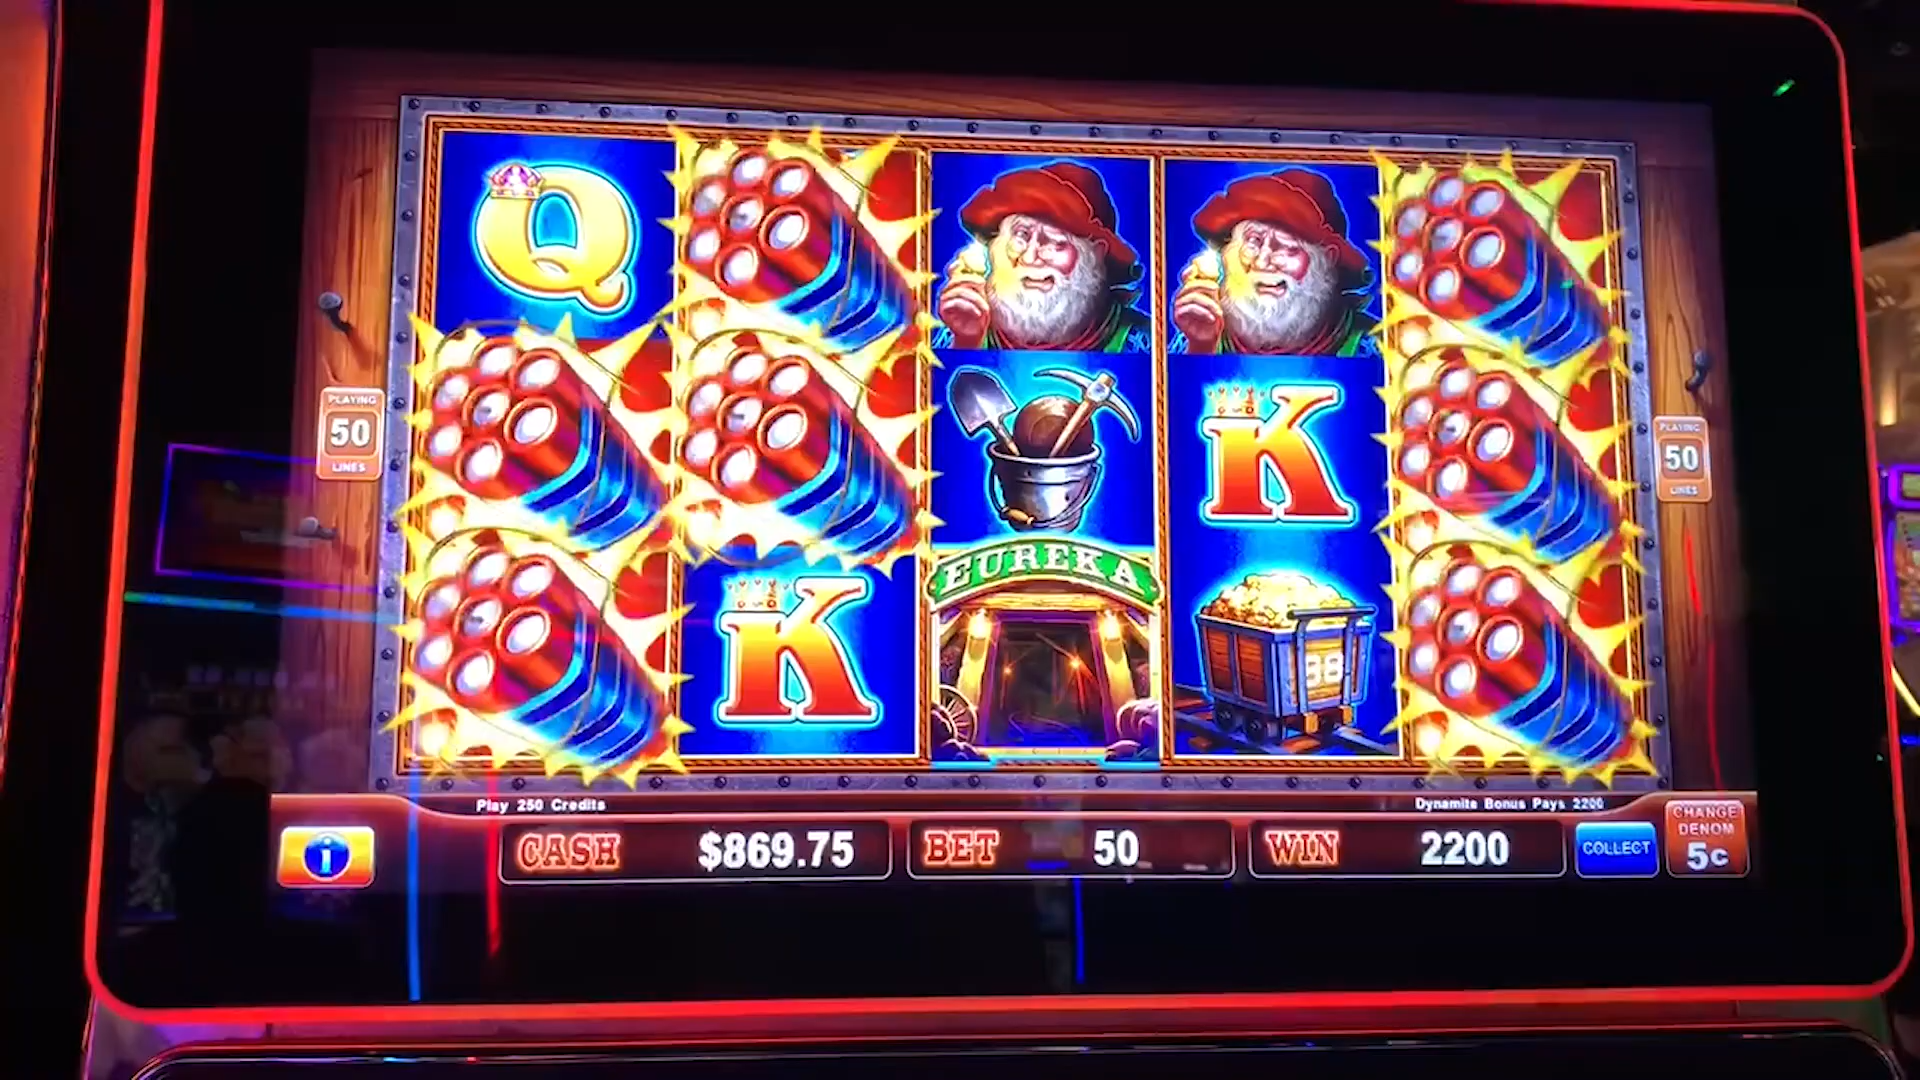 Q
PLAYING
50
LINES
K
EUREKA
K
88
PLAYING
50
LINES
Play 250 Credits
Dynamite Bonus Pays 2200
i
CASH $869.75
BET 50
WIN 2200
COLLECT
CHANGE
DENOM
5c